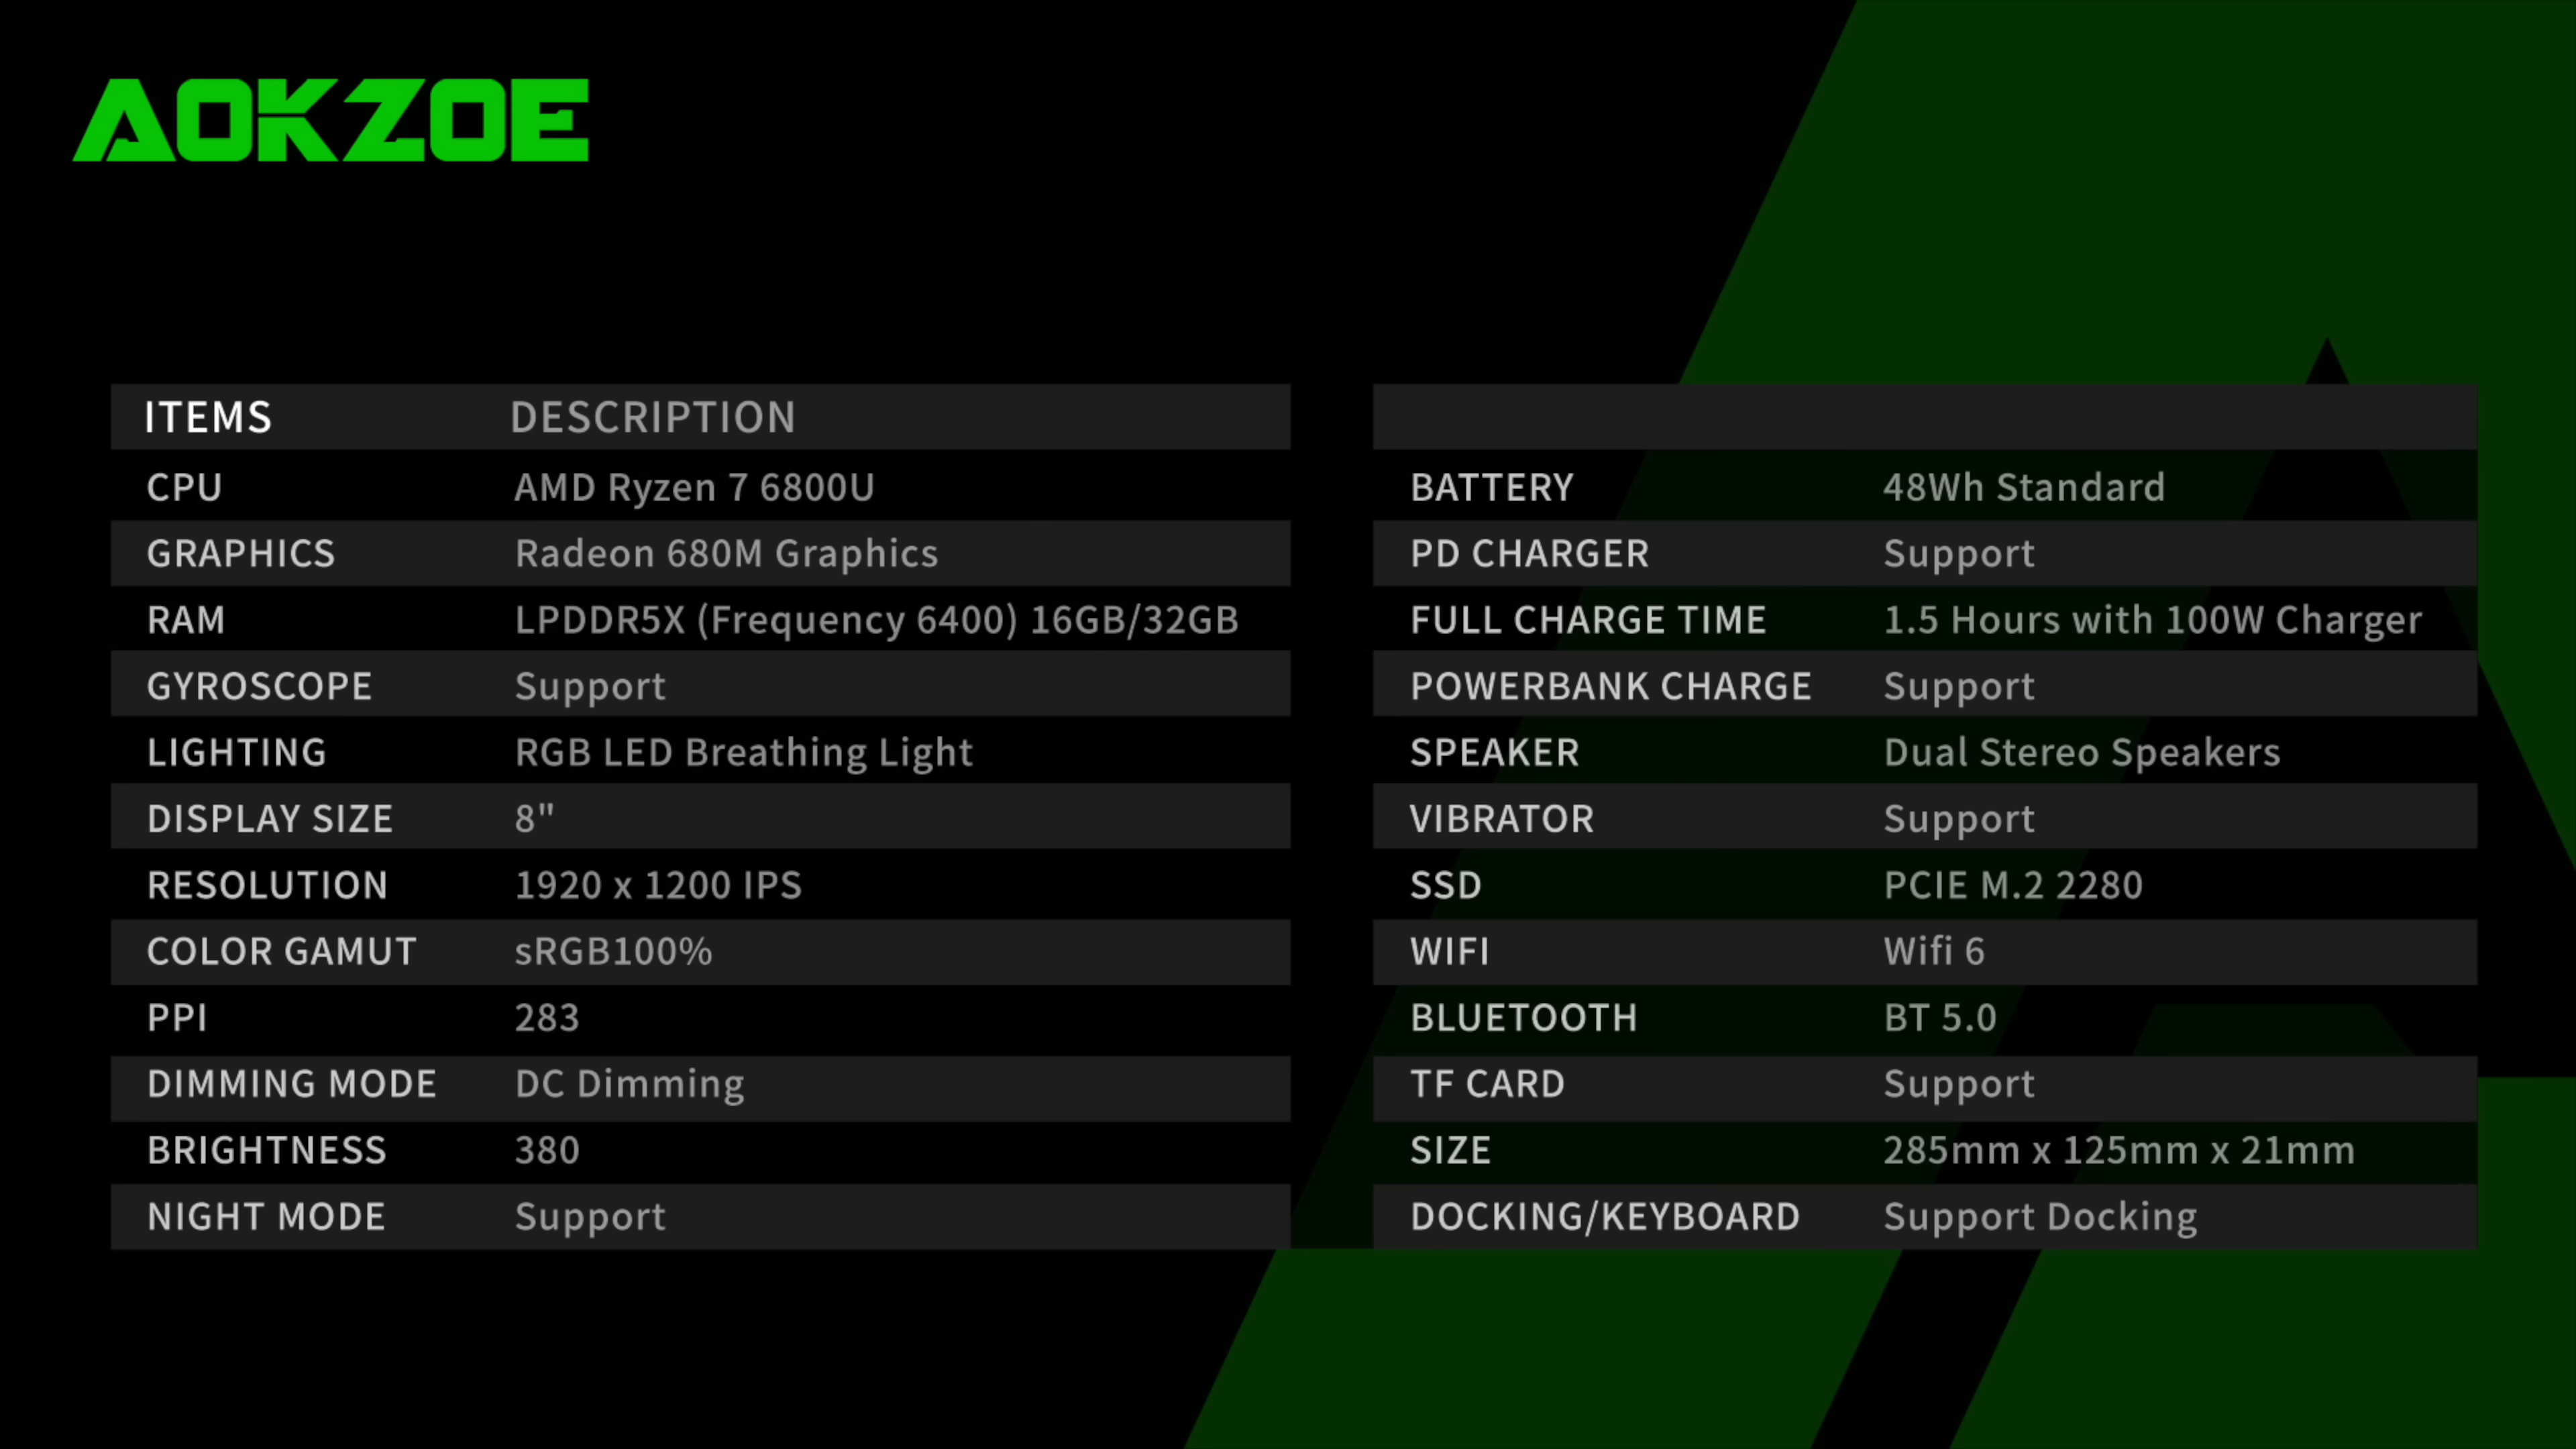 AOKZOE
ITEMS DESCRIPTION
CPU AMD Ryzen 7 6800U
GRAPHICS Radeon 680M Graphics
RAM LPDDR5X (Frequency 6400) 16GB/32GB
GYROSCOPE Support
LIGHTING RGB LED Breathing Light
DISPLAY SIZE 8"
RESOLUTION 1920 x 1200 IPS
COLOR GAMUT sRGB100%
PPI 283
DIMMING MODE DC Dimming
BRIGHTNESS 380
NIGHT MODE Support
BATTERY 48Wh Standard
PD CHARGER Support
FULL CHARGE TIME 1.5 Hours with 100W Charger
POWERBANK CHARGE Support
SPEAKER Dual Stereo Speakers
VIBRATOR Support
SSD PCIE M.2 2280
WIFI Wifi 6
BLUETOOTH BT 5.0
TF CARD Support
SIZE 285mm x 125mm x 21mm
DOCKING/KEYBOARD Support Docking